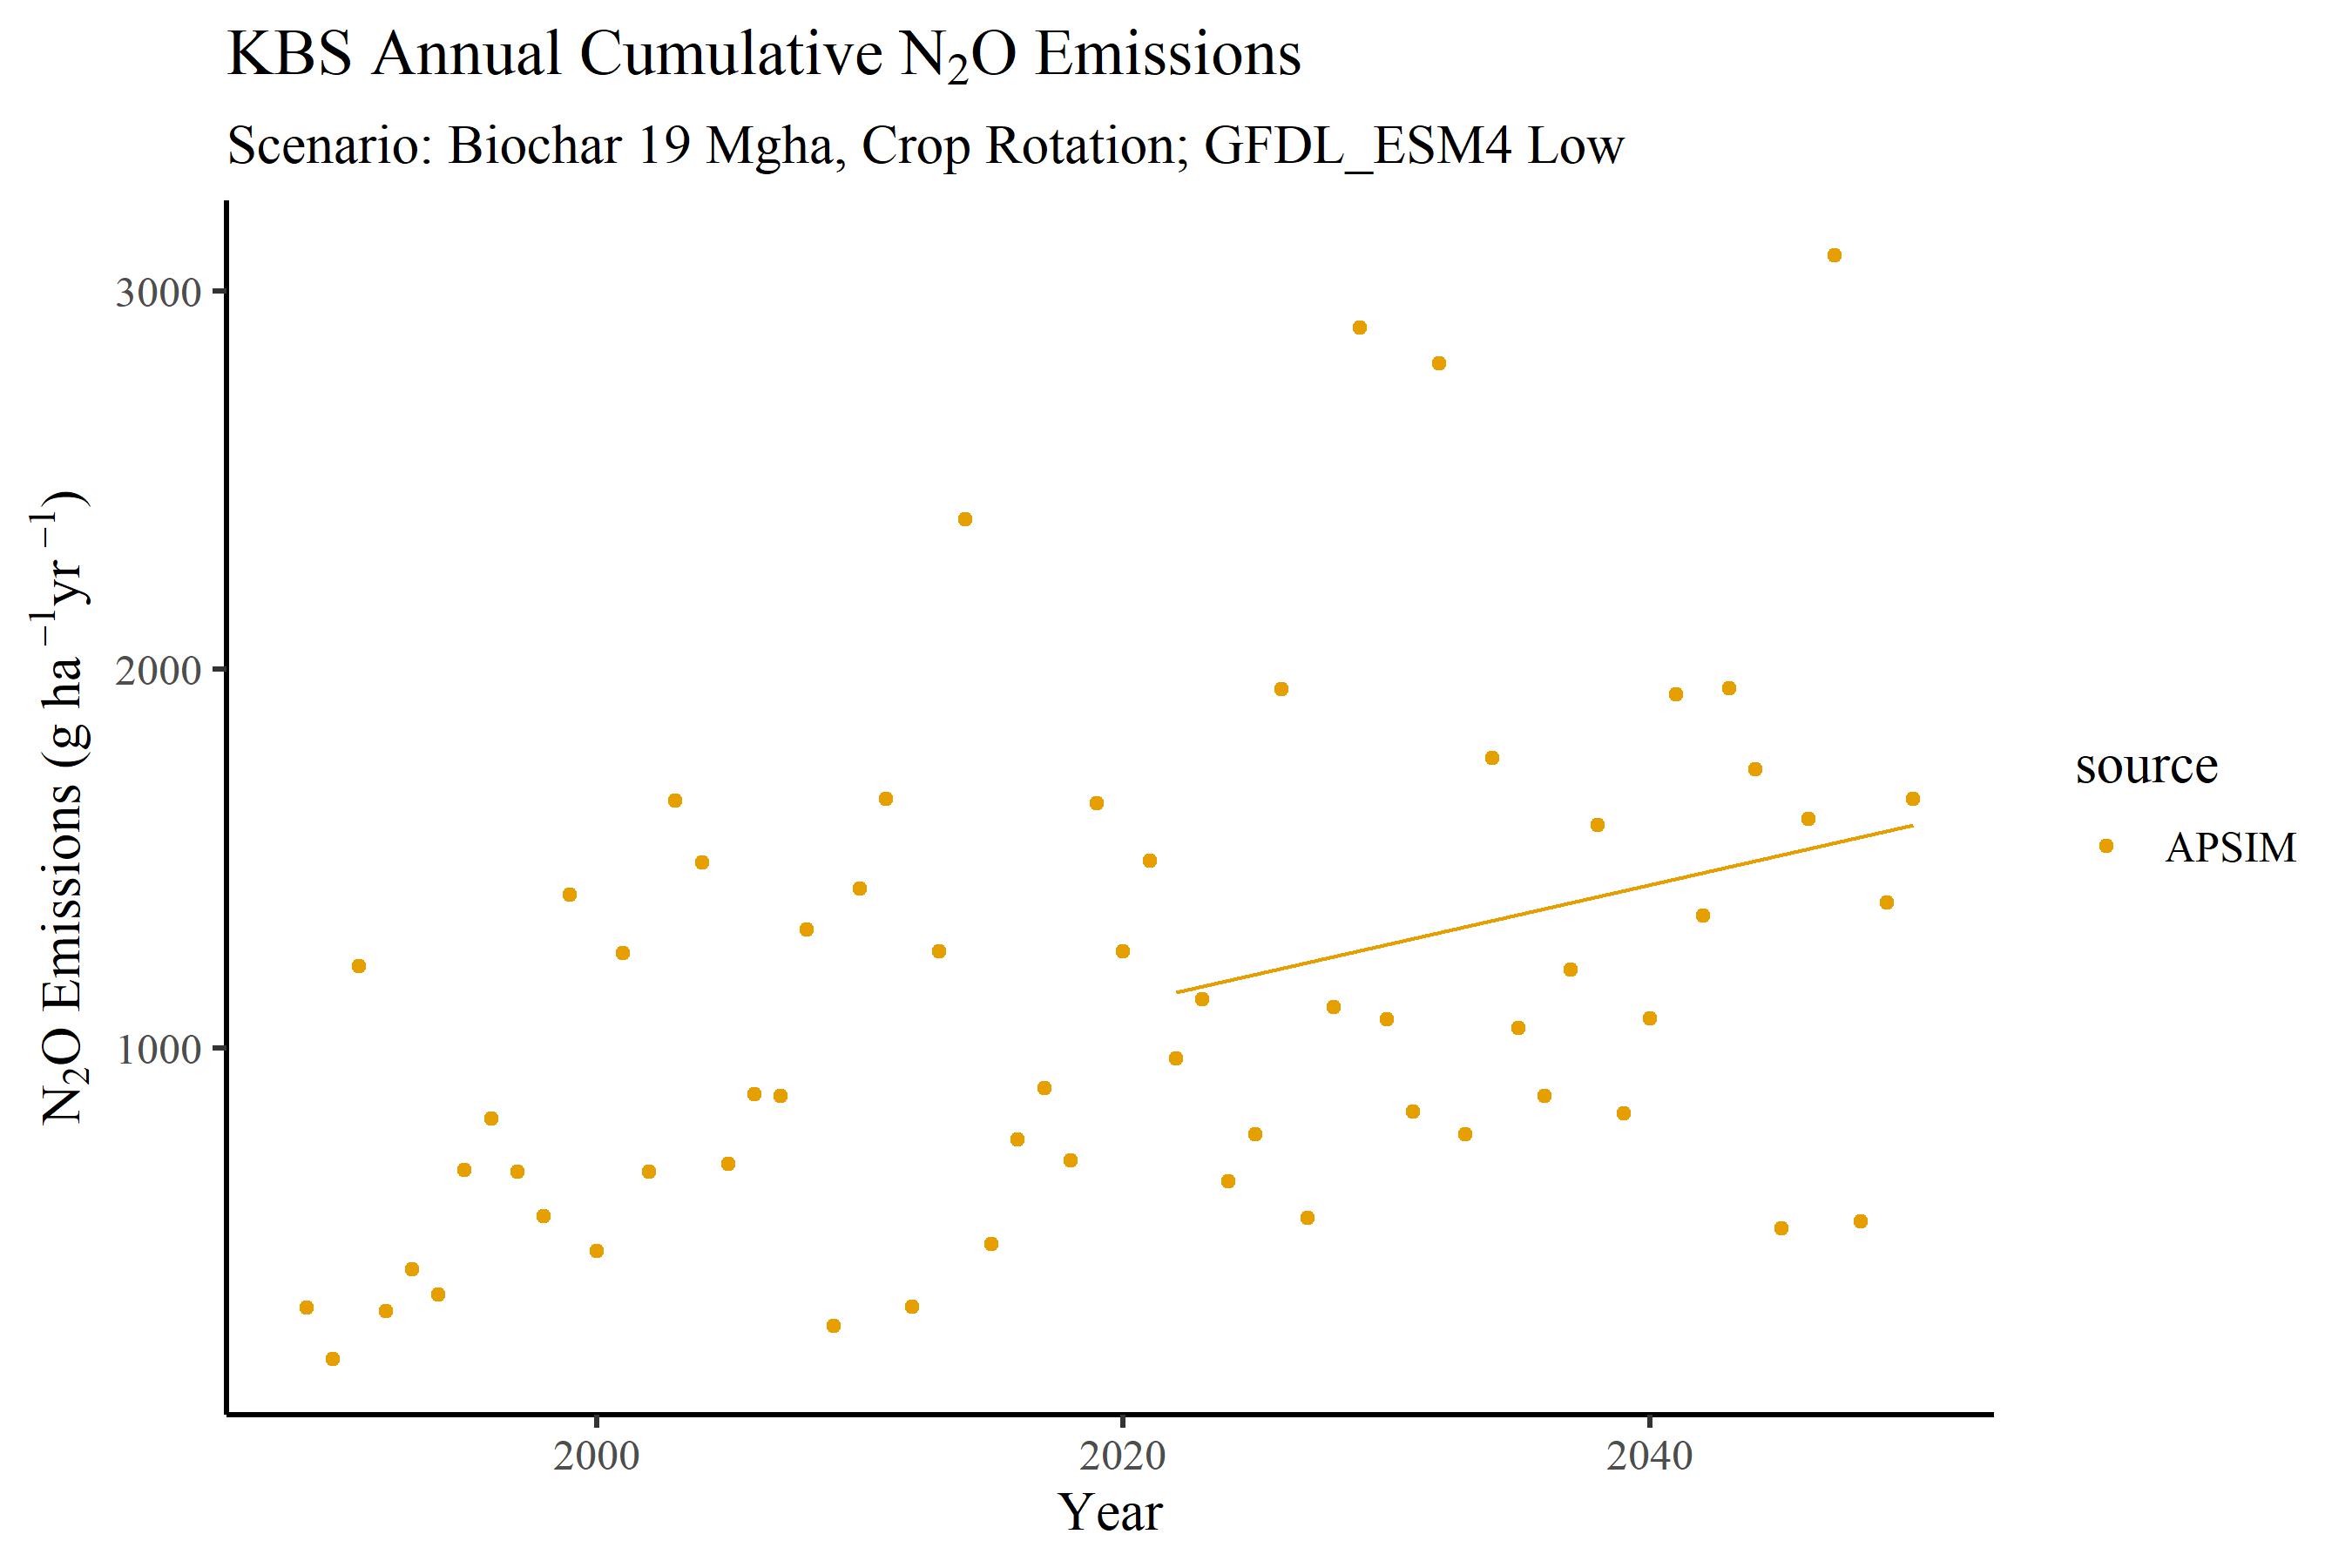 KBS Annual Cumulative N₂O Emissions
Scenario: Biochar 19 Mgha, Crop Rotation; GFDL_ESM4 Low
N₂O Emissions (g ha ⁻¹yr ⁻¹)
3000
2000
1000
source
APSIM
2000 2020 2040
Year